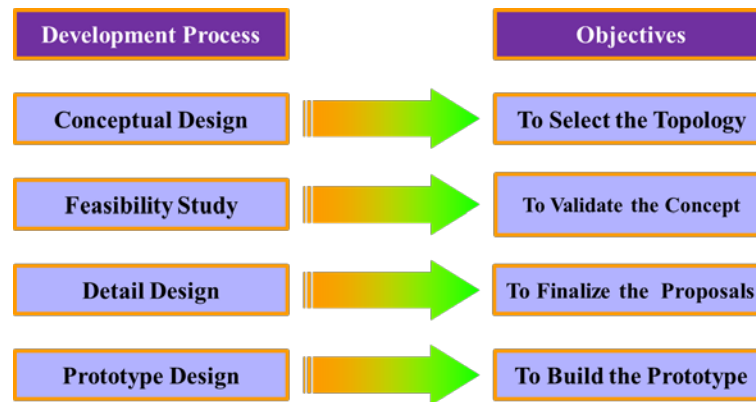 Development Process Objectives
Conceptual Design To Select the Topology
Feasibility Study To Validate the Concept
Detail Design To Finalize the Proposals
Prototype Design To Build the Prototype